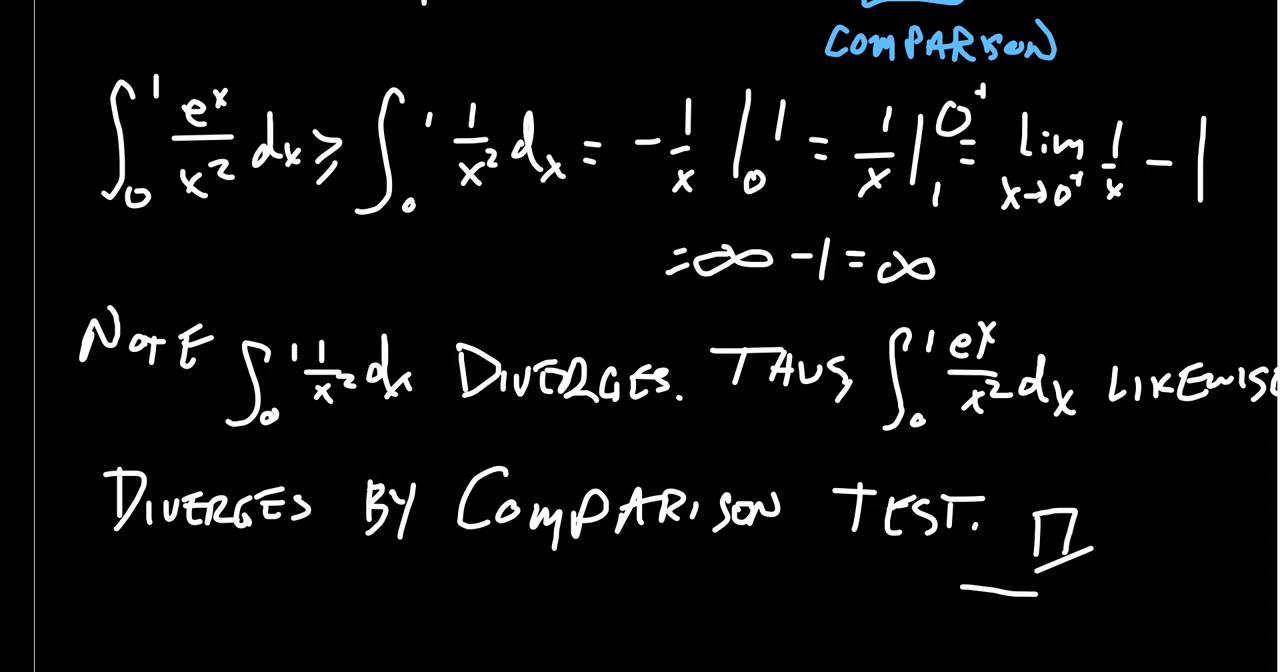 COMPARISON
∫₀¹ eˣ/x² dx ≥ ∫₀¹ 1/x² dx = -1/x |₀¹ = 1/x |₁^0⁺ = lim x→0⁺ 1/x - 1
= ∞ - 1 = ∞
NOTE ∫₀¹ 1/x² dx DIVERGES. THUS, ∫₀¹ eˣ/x² dx LIKEWISE
DIVERGES BY COMPARISON TEST. □